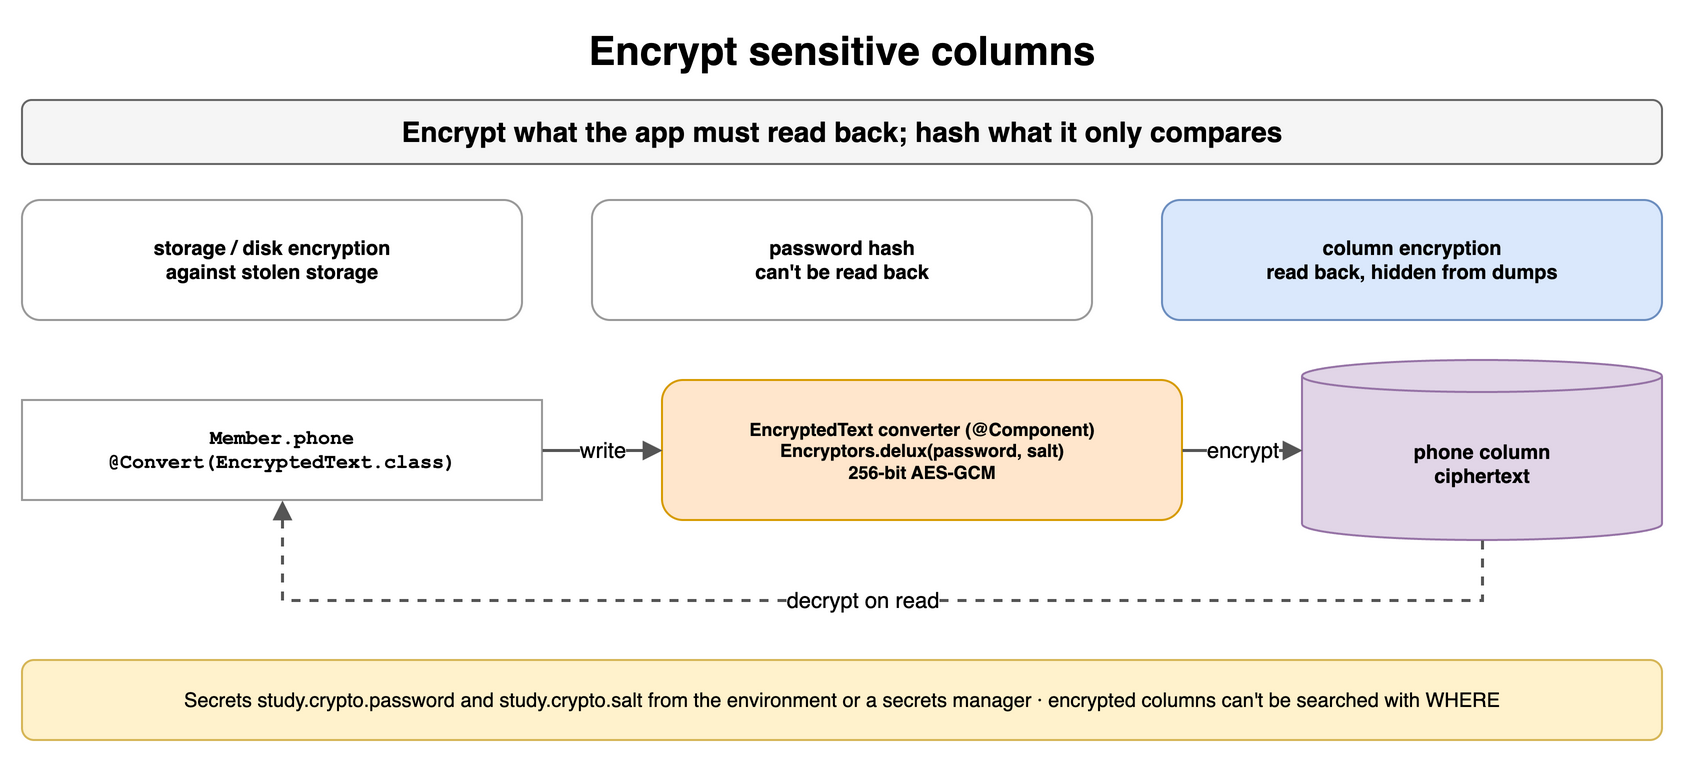 Encrypt sensitive columns
Encrypt what the app must read back; hash what it only compares
storage / disk encryption
against stolen storage
password hash
can't be read back
column encryption
read back, hidden from dumps
Member.phone
@Convert(EncryptedText.class)
write
EncryptedText converter (@Component)
Encryptors.delux(password, salt)
256-bit AES-GCM
encrypt
phone column
ciphertext
decrypt on read
Secrets study.crypto.password and study.crypto.salt from the environment or a secrets manager · encrypted columns can't be searched with WHERE